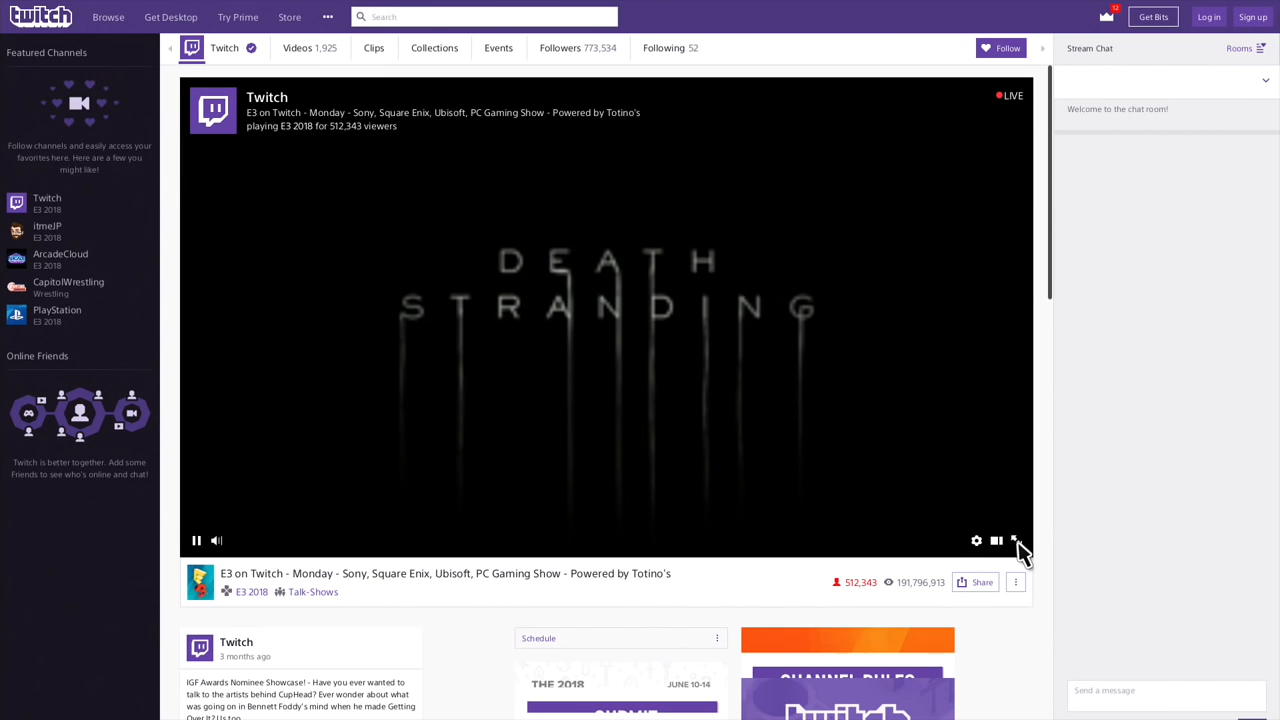 twitch
Browse
Get Desktop
Try Prime
Store
Search
12
Get Bits
Log in
Sign up
Featured Channels
Follow channels and easily access your
favorites here. Here are a few you
might like!
Twitch
E3 2018
itmeJP
E3 2018
ArcadeCloud
E3 2018
CapitolWrestling
Wrestling
PlayStation
E3 2018
Online Friends
Twitch is better together. Add some
Friends to see who's online and chat!
Twitch
Videos 1,925
Clips
Collections
Events
Followers 773,534
Following 52
Follow
Twitch
E3 on Twitch - Monday - Sony, Square Enix, Ubisoft, PC Gaming Show - Powered by Totino's
playing E3 2018 for 512,343 viewers
LIVE
DEATH
STRANDING
E3 on Twitch - Monday - Sony, Square Enix, Ubisoft, PC Gaming Show - Powered by Totino's
E3 2018
Talk-Shows
512,343
191,796,913
Share
Twitch
3 months ago
IGF Awards Nominee Showcase! - Have you ever wanted to
talk to the artists behind CupHead? Ever wonder about what
was going on in Bennett Foddy's mind when he made Getting
Over It? Us too
Schedule
THE 2018
JUNE 10-14
SUBMIT
CHANNEL RULES
twitch
Stream Chat
Rooms
Welcome to the chat room!
Send a message